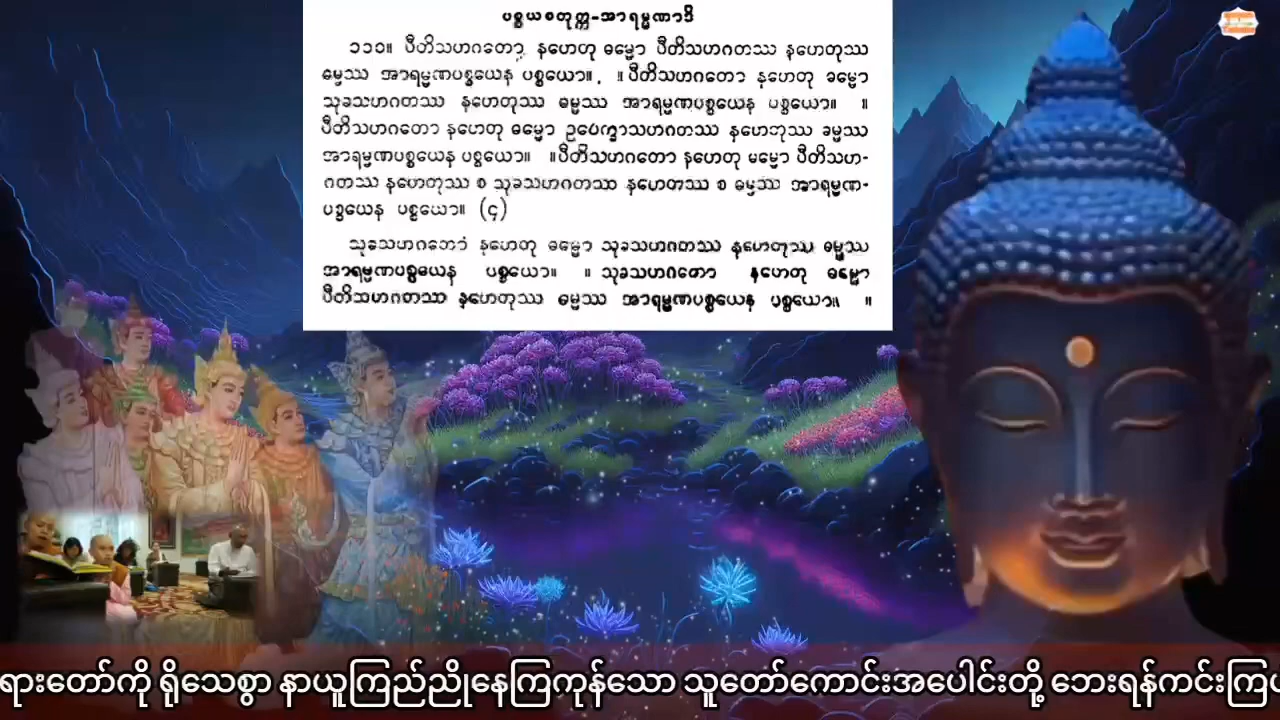 ပစ္စယစတုက္က-အာရမ္မဏာဒိ
၁၁၀။ ပီတိသဟဂတော နဟေတု ဓမ္မော ပီတိသဟဂတဿ နဟေတုဿ
ဓမ္မဿ အာရမ္မဏပစ္စယေန ပစ္စယော။ ။ ပီတိသဟဂတော နဟေတု ဓမ္မော
သုခသဟဂတဿ နဟေတုဿ ဓမ္မဿ အာရမ္မဏပစ္စယေန ပစ္စယော။ ။
ပီတိသဟဂတော နဟေတု ဓမ္မော ဥပေက္ခာသဟဂတဿ နဟေတုဿ ဓမ္မဿ
အာရမ္မဏပစ္စယေန ပစ္စယော။ ။ပီတိသဟဂတော နဟေတု ဓမ္မော ပီတိသဟ-
ဂတဿ နဟေတုဿ စ သုခသဟဂတဿ နဟေတုဿ စ ဓမ္မဿ အာရမ္မဏ-
ပစ္စယေန ပစ္စယော။ (၄)
သုခသဟဂတော နဟေတု ဓမ္မော သုခသဟဂတဿ နဟေတုဿ ဓမ္မဿ
အာရမ္မဏပစ္စယေန ပစ္စယော။ ။ သုခသဟဂတော နဟေတု ဓမ္မော
ပီတိသဟဂတဿ နဟေတုဿ ဓမ္မဿ အာရမ္မဏပစ္စယေန ပစ္စယော။ ။
ရားတော်ကို ရိုသေစွာ နာယူကြည်ညိုနေကြကုန်သော သူတော်ကောင်းအပေါင်းတို့ ဘေးရန်ကင်းကြ